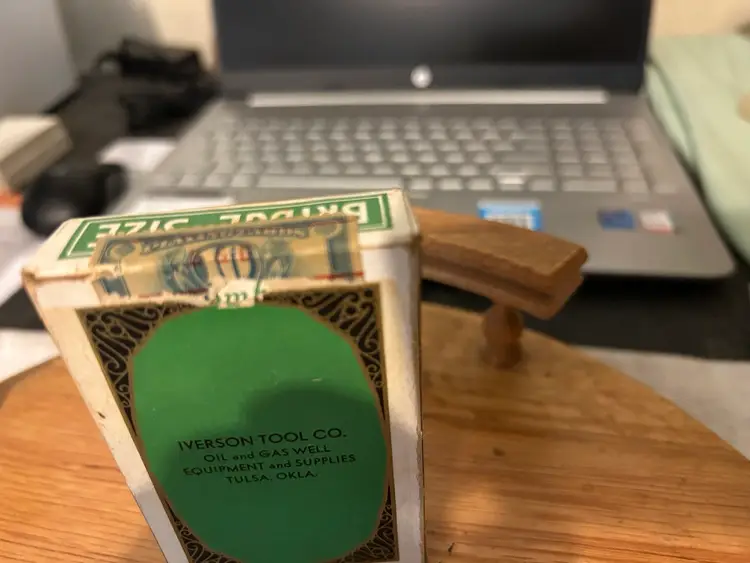 BRIDGE SIZE
IVERSON TOOL CO.
OIL and GAS WELL
EQUIPMENT and SUPPLIES
TULSA, OKLA.